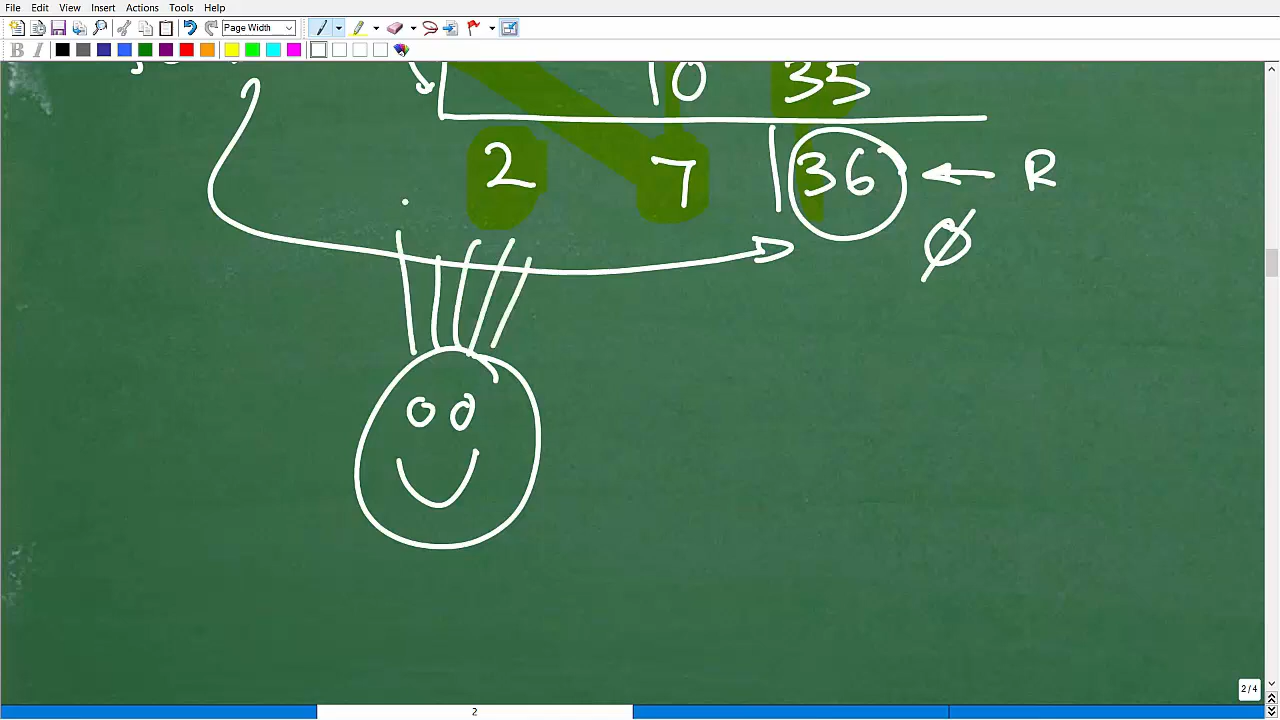 File Edit View Insert Actions Tools Help
Page Width
B I
10 35
2 7 36 ← R
∅
2 / 4
2